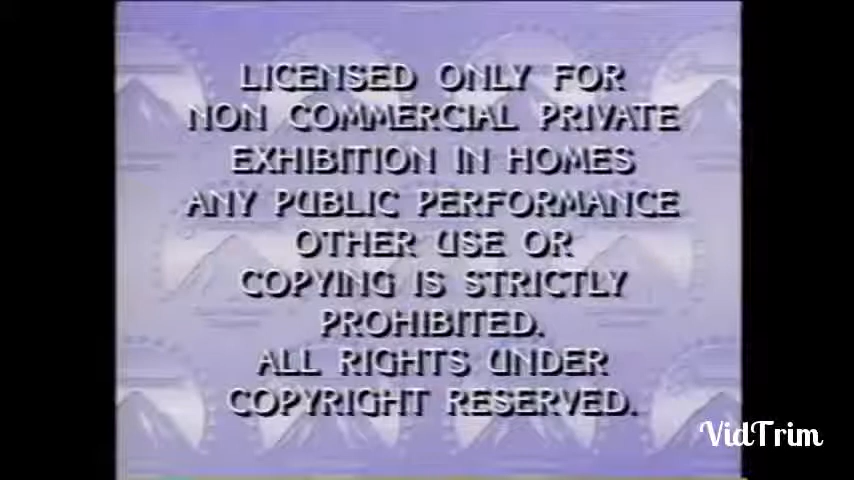 LICENSED ONLY FOR
NON COMMERCIAL PRIVATE
EXHIBITION IN HOMES
ANY PUBLIC PERFORMANCE
OTHER USE OR
COPYING IS STRICTLY
PROHIBITED.
ALL RIGHTS UNDER
COPYRIGHT RESERVED.
VidTrim